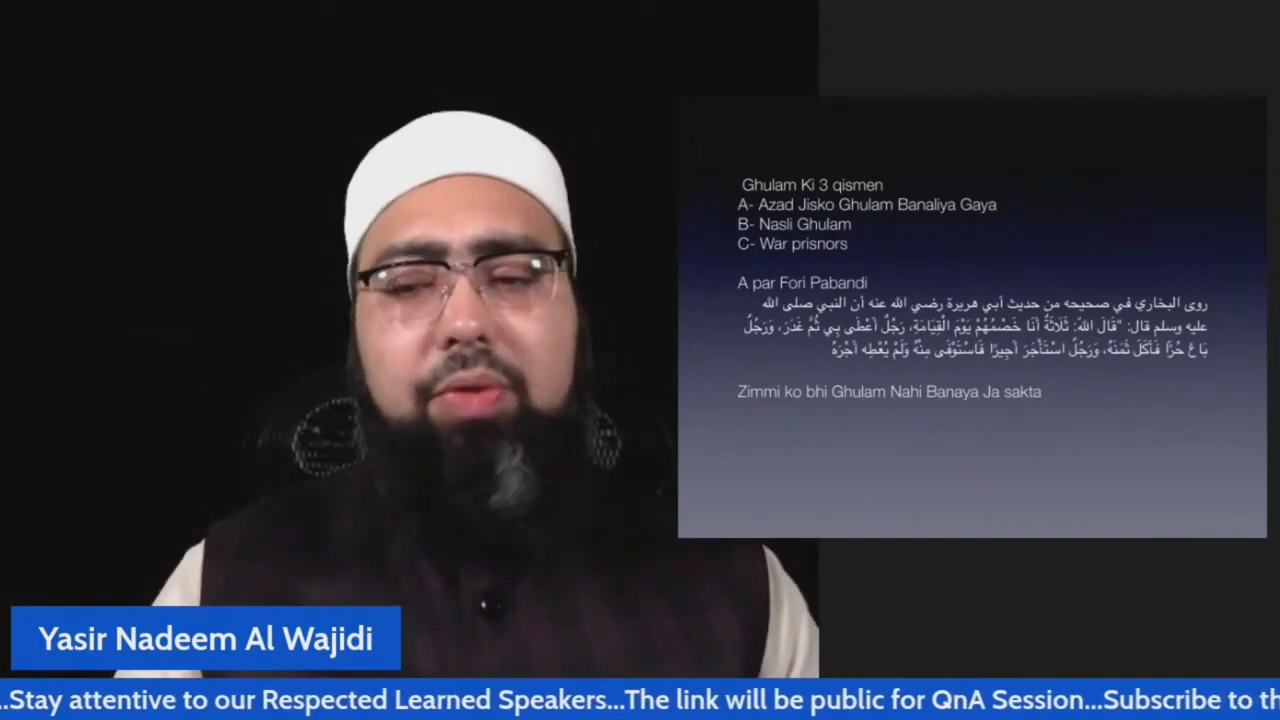 Ghulam Ki 3 qismen
A- Azad Jisko Ghulam Banaliya Gaya
B- Nasli Ghulam
C- War prisnors
A par Fori Pabandi
روى البخاري في صحيحه من حديث أبي هريرة رضي الله عنه أن النبي صلى الله
عليه وسلم قال: "قَالَ اللهُ: ثَلَاثَةٌ أَنَا خَصْمُهُمْ يَوْمَ الْقِيَامَةِ، رَجُلٌ أَعْطَى بِي ثُمَّ غَدَرَ، وَرَجُلٌ
بَاعَ حُرًّا فَأَكَلَ ثَمَنَهُ، وَرَجُلٌ اسْتَأْجَرَ أَجِيرًا فَاسْتَوْفَى مِنْهُ وَلَمْ يُعْطِهِ أَجْرَهُ
Zimmi ko bhi Ghulam Nahi Banaya Ja sakta
Yasir Nadeem Al Wajidi
..Stay attentive to our Respected Learned Speakers...The link will be public for QnA Session...Subscribe to th